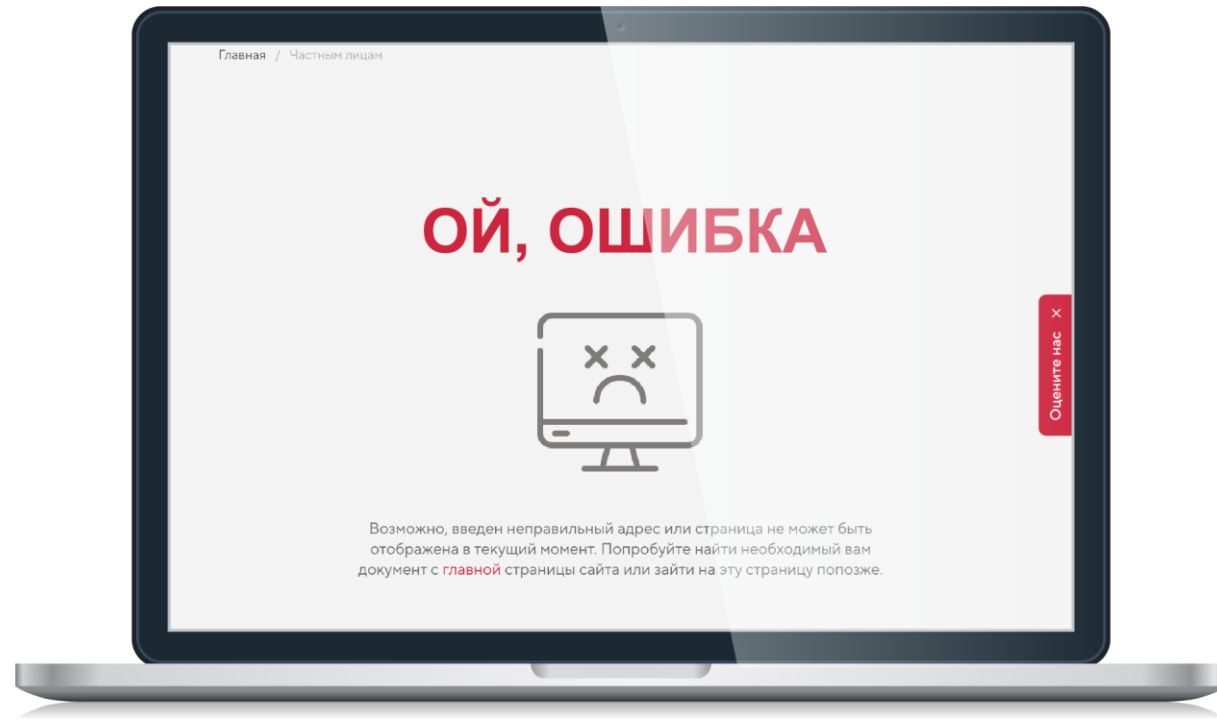 Главная / Частным лицам
ОЙ, ОШИБКА
Оцените нас ×
Возможно, введен неправильный адрес или страница не может быть
отображена в текущий момент. Попробуйте найти необходимый вам
документ с главной страницы сайта или зайти на эту страницу попозже.